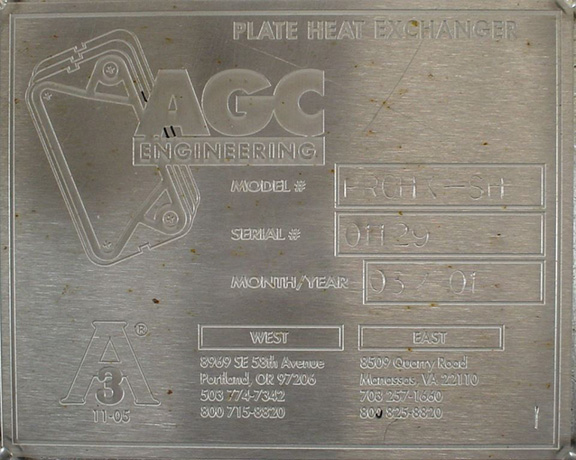 PLATE HEAT EXCHANGER
AGC
ENGINEERING
MODEL #
SERIAL # 01129
MONTH/YEAR 03/01
WEST
8969 SE 58th Avenue
Portland, OR 97206
503 774-7342
800 715-8820
EAST
8509 Quarry Road
Manassas, VA 22110
703 257-1660
800 825-8820
A ®
3
11-05